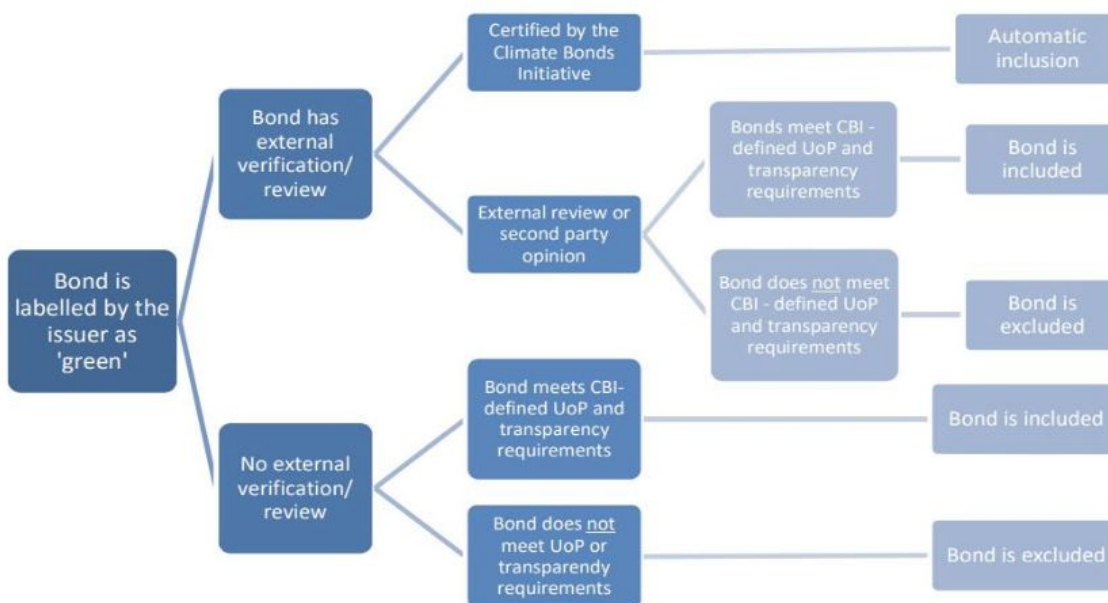 Bond is
labelled by the
issuer as
'green'
Bond has
external
verification/
review
Certified by the
Climate Bonds
Initiative
Automatic
inclusion
External review or
second party
opinion
Bonds meet CBI -
defined UoP and
transparency
requirements
Bond is
included
Bond does not meet
CBI - defined UoP
and transparency
requirements
Bond is
excluded
No external
verification/
review
Bond meets CBI-
defined UoP and
transparency
requirements
Bond is included
Bond does not
meet UoP or
transparendy
requirements
Bond is excluded